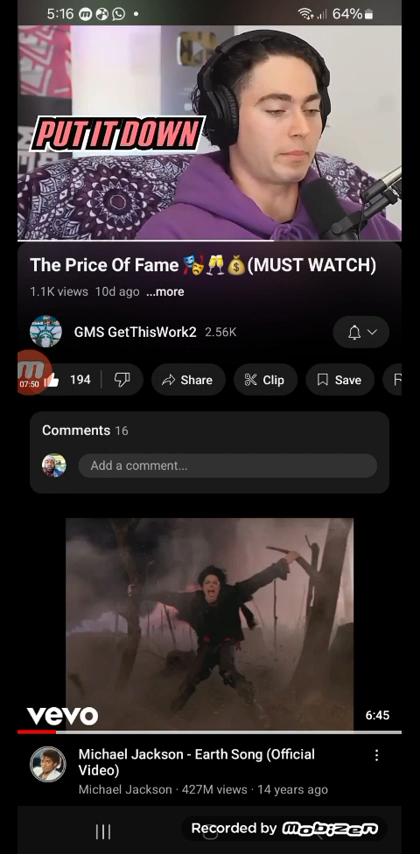 5:16
64%
PUT IT DOWN
The Price Of Fame 🎭🥂💰(MUST WATCH)
1.1K views 10d ago ...more
GMS GetThisWork2 2.56K
07:50
194 Share Clip Save
Comments 16
Add a comment...
vevo 6:45
Michael Jackson - Earth Song (Official
Video)
Michael Jackson · 427M views · 14 years ago
Recorded by mobizen